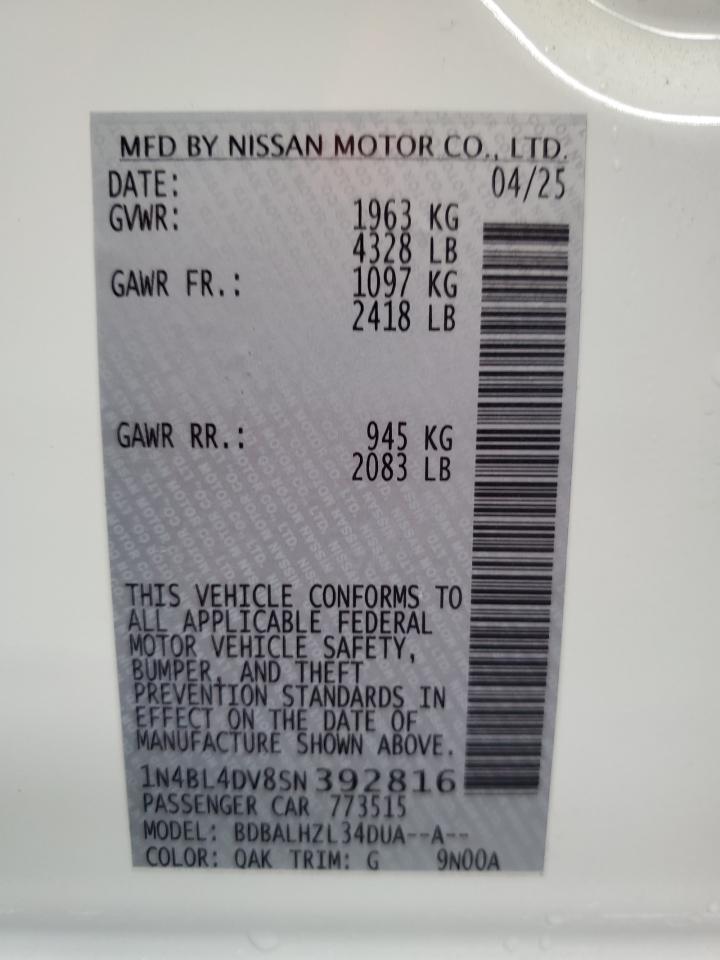 MFD BY NISSAN MOTOR CO., LTD.
DATE: 04/25
GVWR: 1963 KG
4328 LB
GAWR FR.: 1097 KG
2418 LB
GAWR RR.: 945 KG
2083 LB
THIS VEHICLE CONFORMS TO
ALL APPLICABLE FEDERAL
MOTOR VEHICLE SAFETY,
BUMPER, AND THEFT
PREVENTION STANDARDS IN
EFFECT ON THE DATE OF
MANUFACTURE SHOWN ABOVE.
1N4BL4DV8SN392816
PASSENGER CAR 773515
MODEL: BDBALHZL34DUA--A--
COLOR: QAK TRIM: G 9N00A